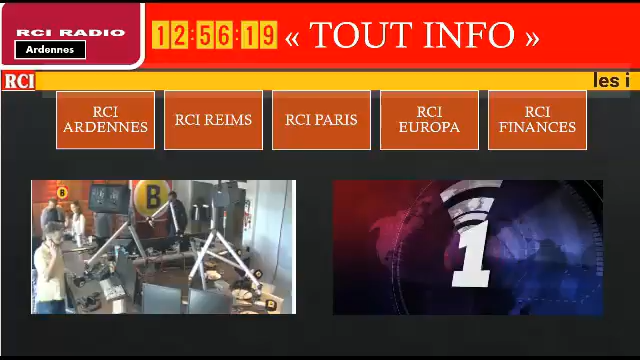 RCI RADIO
Ardennes
12:56:19
« TOUT INFO »
RCI
les i
RCI
ARDENNES
RCI REIMS
RCI PARIS
RCI
EUROPA
RCI
FINANCES
B
B
1